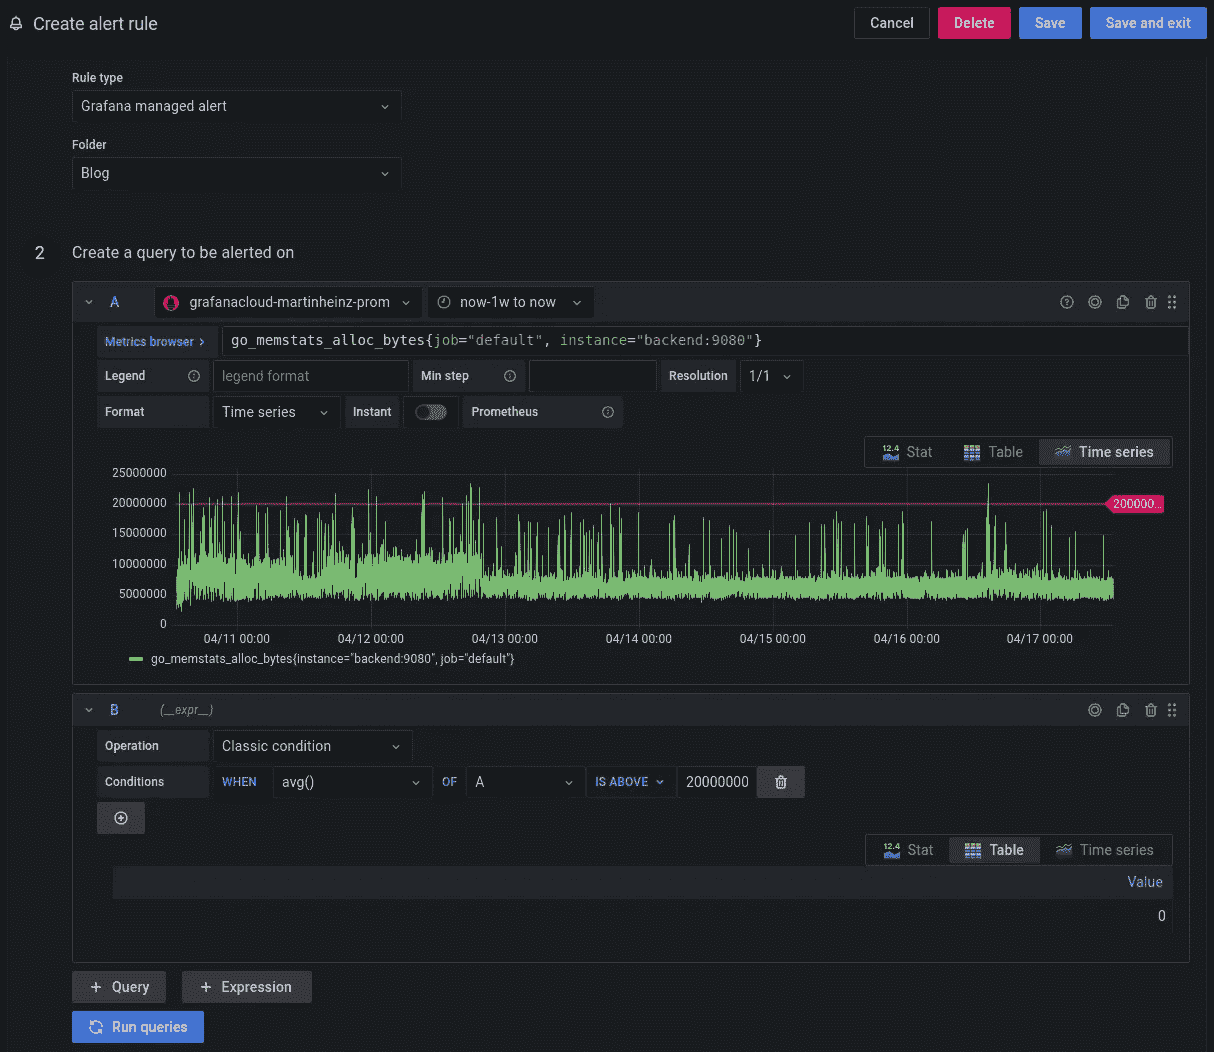 Create alert rule Cancel Delete Save Save and exit
Rule type
Grafana managed alert
Folder
Blog
2 Create a query to be alerted on
A grafanacloud-martinheinz-prom now-1w to now
Metrics browser > go_memstats_alloc_bytes{job="default", instance="backend:9080"}
Legend legend format Min step Resolution 1/1
Format Time series Instant Prometheus
12.4 Stat Table Time series
25000000
20000000 200000...
15000000
10000000
5000000
0
04/11 00:00 04/12 00:00 04/13 00:00 04/14 00:00 04/15 00:00 04/16 00:00 04/17 00:00
go_memstats_alloc_bytes{instance="backend:9080", job="default"}
B (__expr__)
Operation Classic condition
Conditions WHEN avg() OF A IS ABOVE 20000000
12.4 Stat Table Time series
Value
0
+ Query + Expression
Run queries